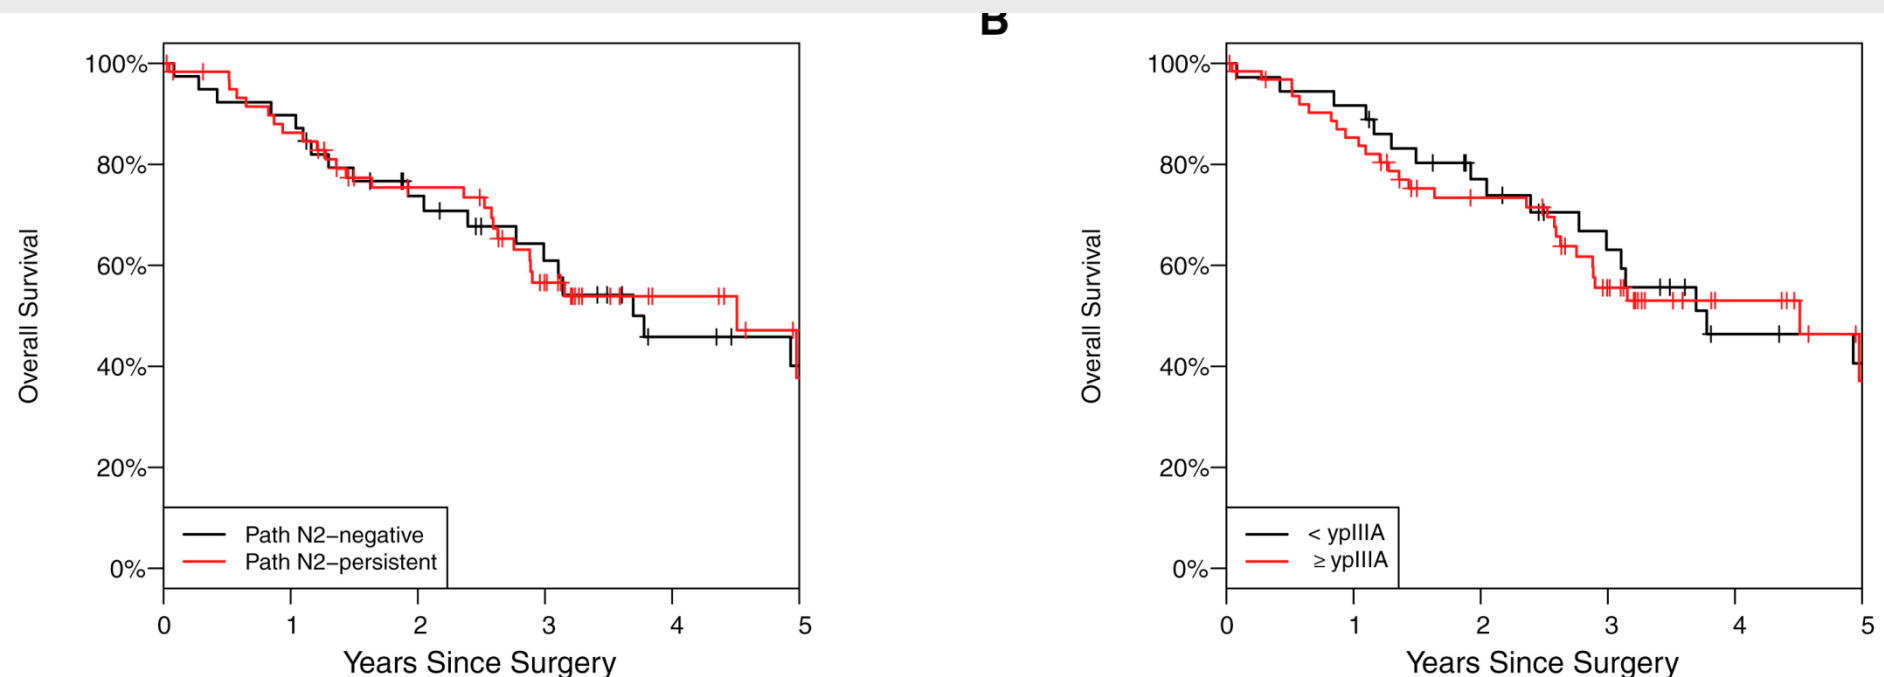 B
100%
80%
60%
40%
20%
0%
Overall Survival
Path N2−negative
Path N2−persistent
0 1 2 3 4 5
Years Since Surgery
100%
80%
60%
40%
20%
0%
Overall Survival
< ypIIIA
≥ ypIIIA
0 1 2 3 4 5
Years Since Surgery